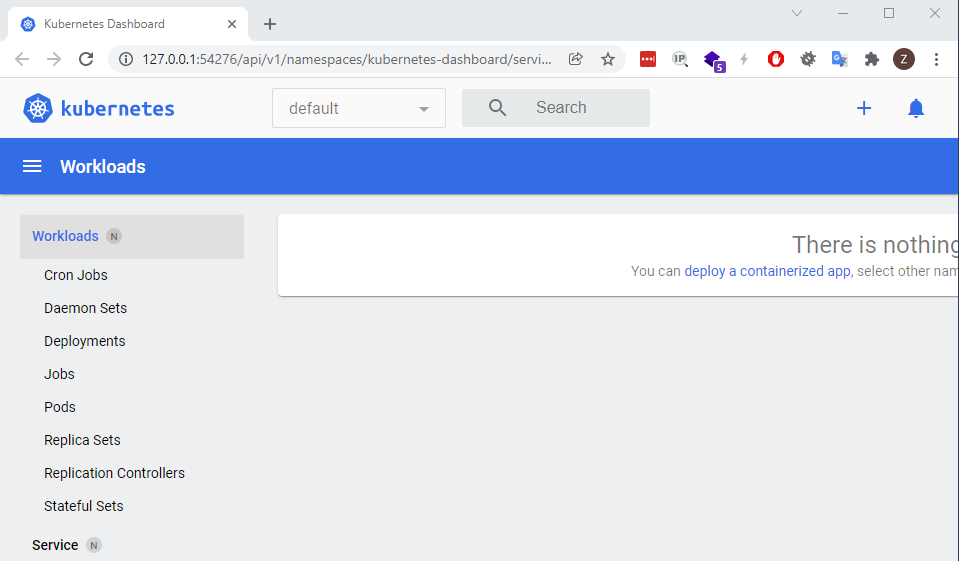 Kubernetes Dashboard
127.0.0.1:54276/api/v1/namespaces/kubernetes-dashboard/servi...
IP
5
Z
kubernetes
default
Search
Workloads
Workloads N
Cron Jobs
Daemon Sets
Deployments
Jobs
Pods
Replica Sets
Replication Controllers
Stateful Sets
Service N
There is nothing
You can deploy a containerized app, select other nam